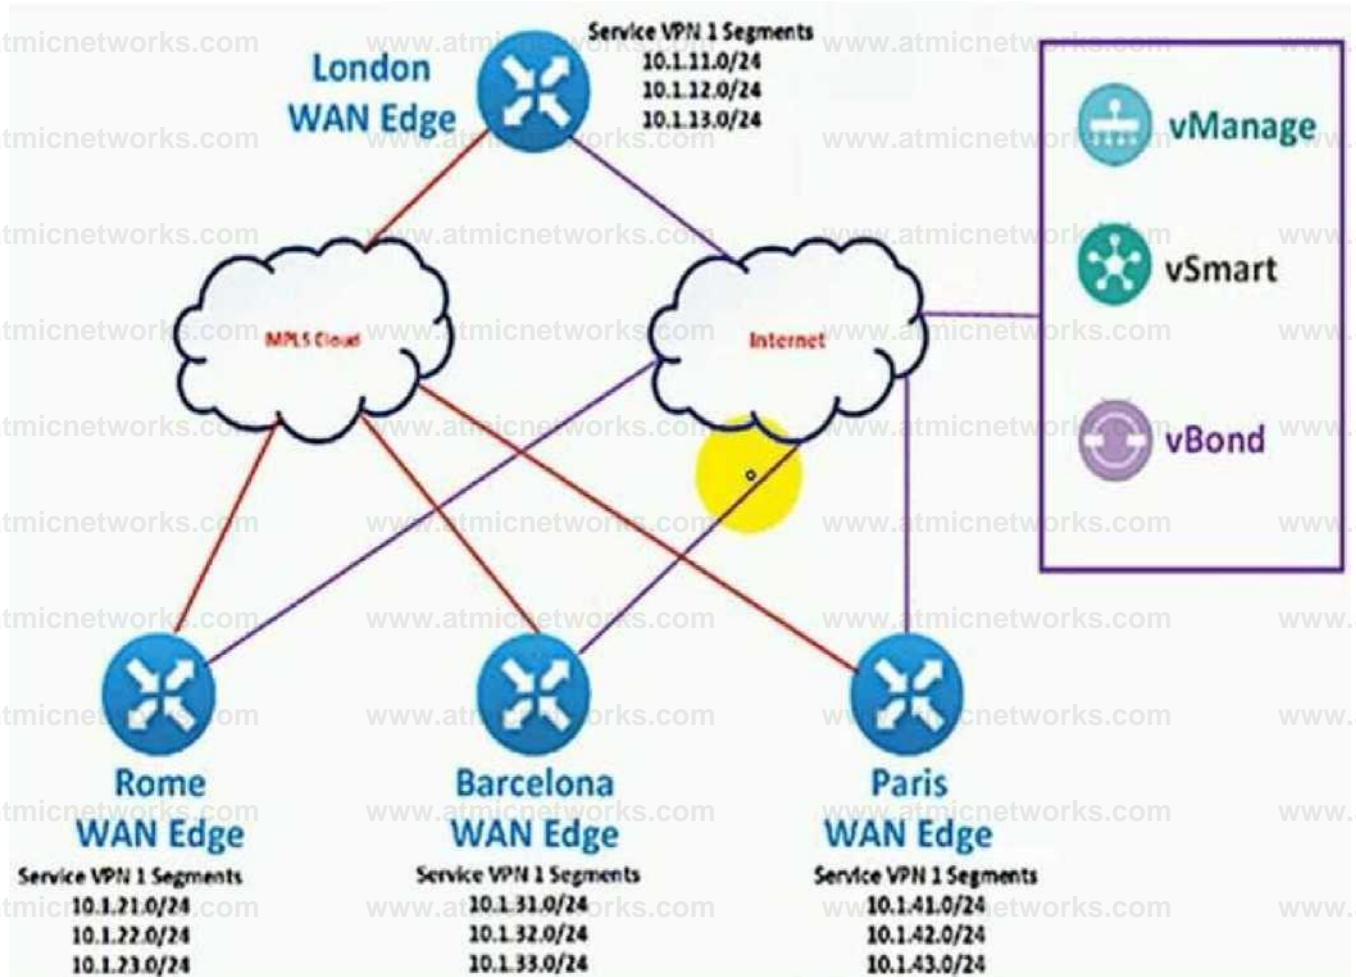 Service VPN 1 Segments
10.1.11.0/24
10.1.12.0/24
10.1.13.0/24
London
WAN Edge
vManage
vSmart
vBond
MPLS Cloud
Internet
Rome
WAN Edge
Service VPN 1 Segments
10.1.21.0/24
10.1.22.0/24
10.1.23.0/24
Barcelona
WAN Edge
Service VPN 1 Segments
10.1.31.0/24
10.1.32.0/24
10.1.33.0/24
Paris
WAN Edge
Service VPN 1 Segments
10.1.41.0/24
10.1.42.0/24
10.1.43.0/24
www.atmicnetworks.com